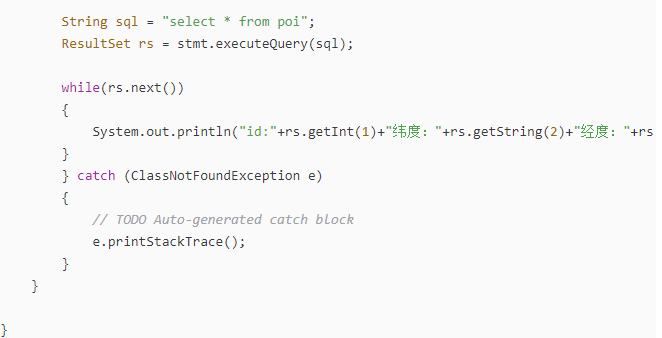 String sql = "select * from poi";
ResultSet rs = stmt.executeQuery(sql);
while(rs.next())
{
System.out.println("id:"+rs.getInt(1)+"纬度："+rs.getString(2)+"经度："+rs
}
} catch (ClassNotFoundException e)
{
// TODO Auto-generated catch block
e.printStackTrace();
}
}
}